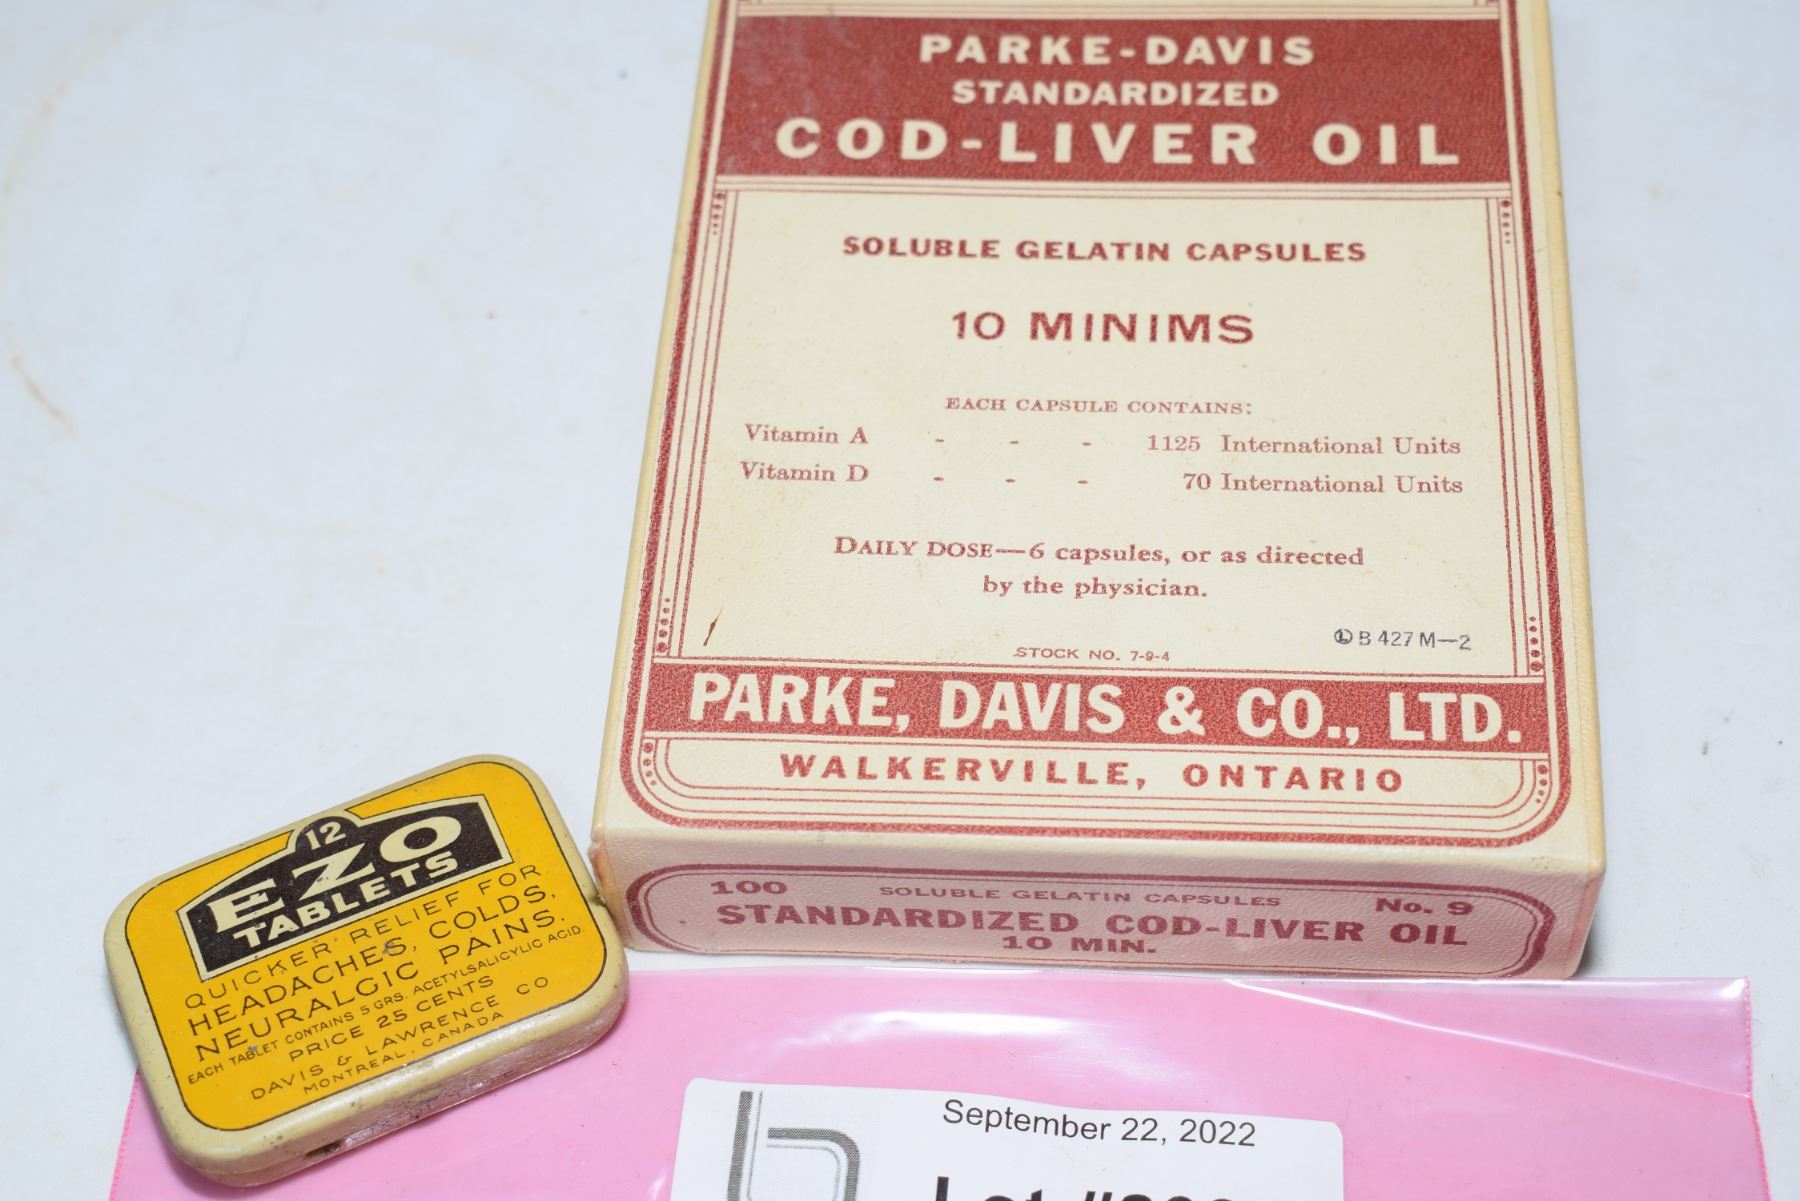 PARKE-DAVIS
STANDARDIZED
COD-LIVER OIL
SOLUBLE GELATIN CAPSULES
10 MINIMS
EACH CAPSULE CONTAINS:
Vitamin A - - - 1125 International Units
Vitamin D - - - 70 International Units
DAILY DOSE—6 capsules, or as directed
by the physician.
STOCK NO. 7-9-4
Ⓛ B 427 M—2
PARKE, DAVIS & CO., LTD.
WALKERVILLE, ONTARIO
100 SOLUBLE GELATIN CAPSULES No. 9
STANDARDIZED COD-LIVER OIL
10 MIN.
12
EZO
TABLETS
QUICKER RELIEF FOR
HEADACHES, COLDS,
NEURALGIC PAINS.
EACH TABLET CONTAINS 5 GRS. ACETYLSALICYLIC ACID.
PRICE 25 CENTS
DAVIS & LAWRENCE CO
MONTREAL, CANADA
September 22, 2022
Lot